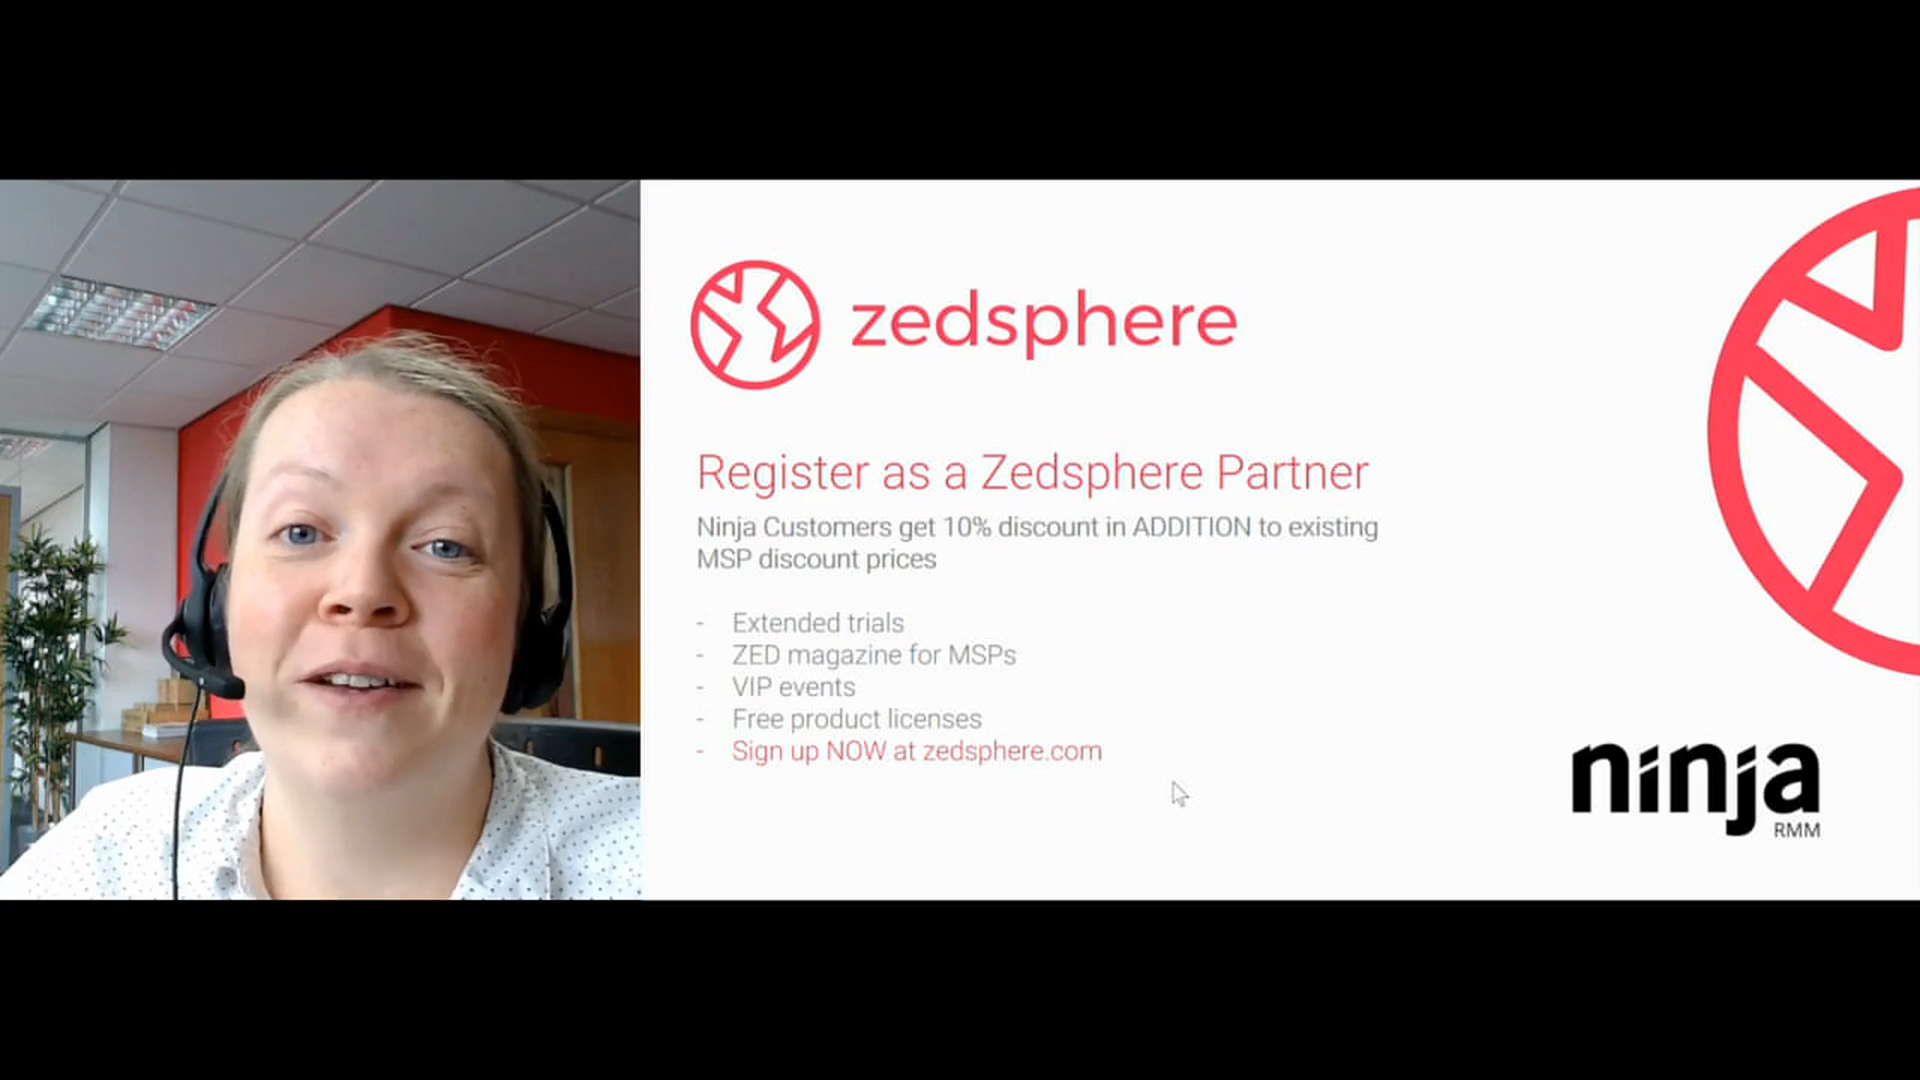 zedsphere
Register as a Zedsphere Partner
Ninja Customers get 10% discount in ADDITION to existing
MSP discount prices
- Extended trials
- ZED magazine for MSPs
- VIP events
- Free product licenses
- Sign up NOW at zedsphere.com
ninja
RMM